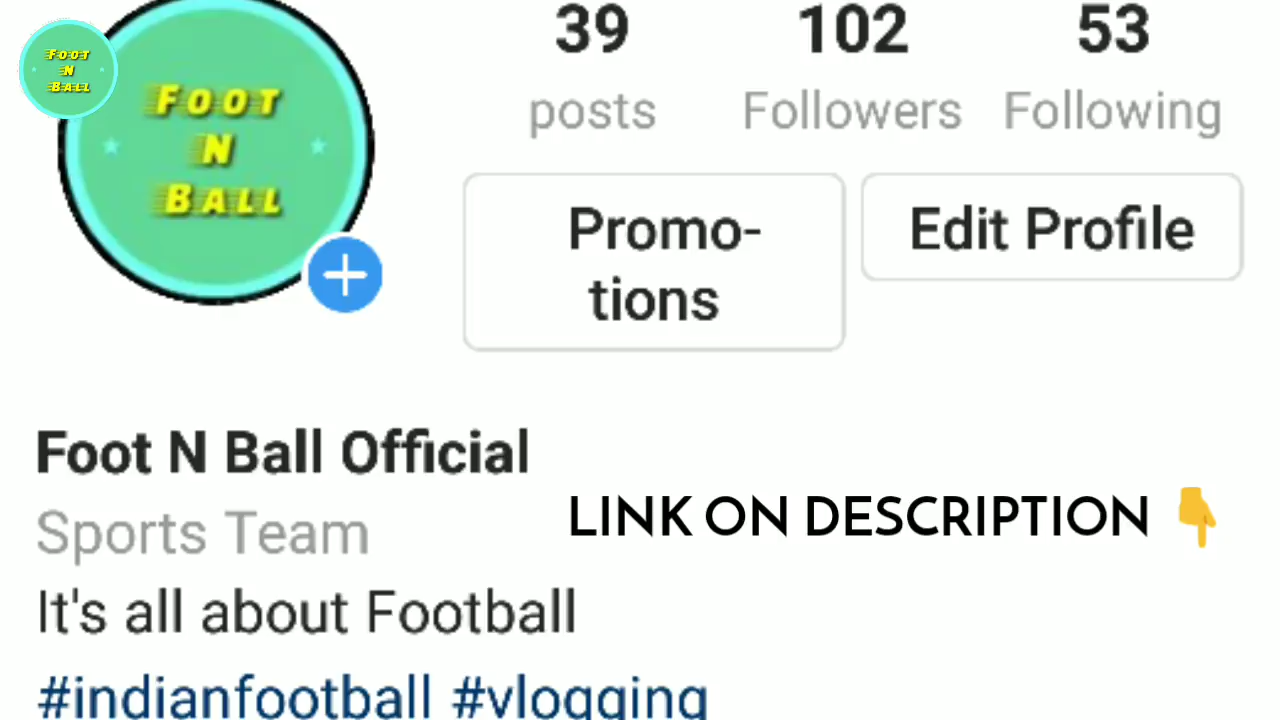 FOOT
N
BALL
FOOT
N
BALL
39 102 53
posts Followers Following
Promo-
tions
Edit Profile
Foot N Ball Official
Sports Team
LINK ON DESCRIPTION 👇
It's all about Football
#indianfootball #vlogging